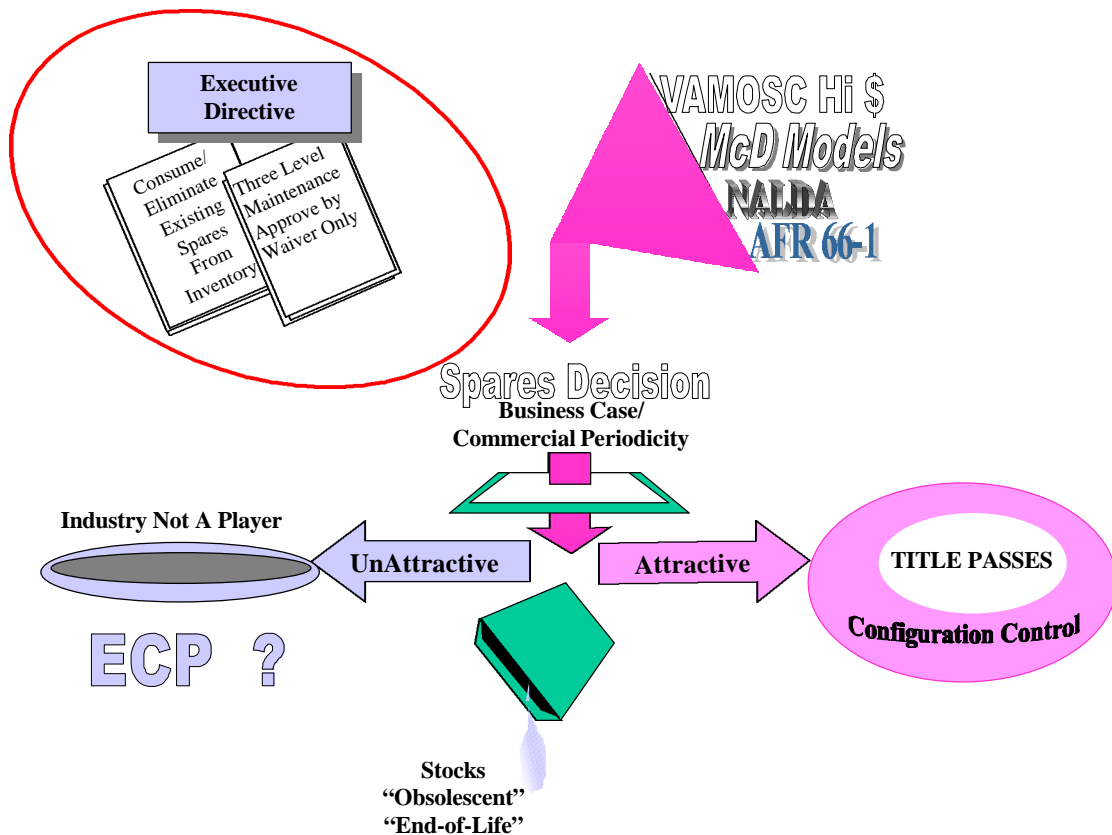 Executive
Directive
Consume/
Eliminate
Existing
Spares
From
Inventory
Three Level
Maintenance
Approve by
Waiver Only
VAMOSC Hi $
McD Models
NALDA
AFR 66-1
Spares Decision
Business Case/
Commercial Periodicity
Industry Not A Player
UnAttractive
Attractive
TITLE PASSES
Configuration Control
ECP ?
Stocks
“Obsolescent”
“End-of-Life”